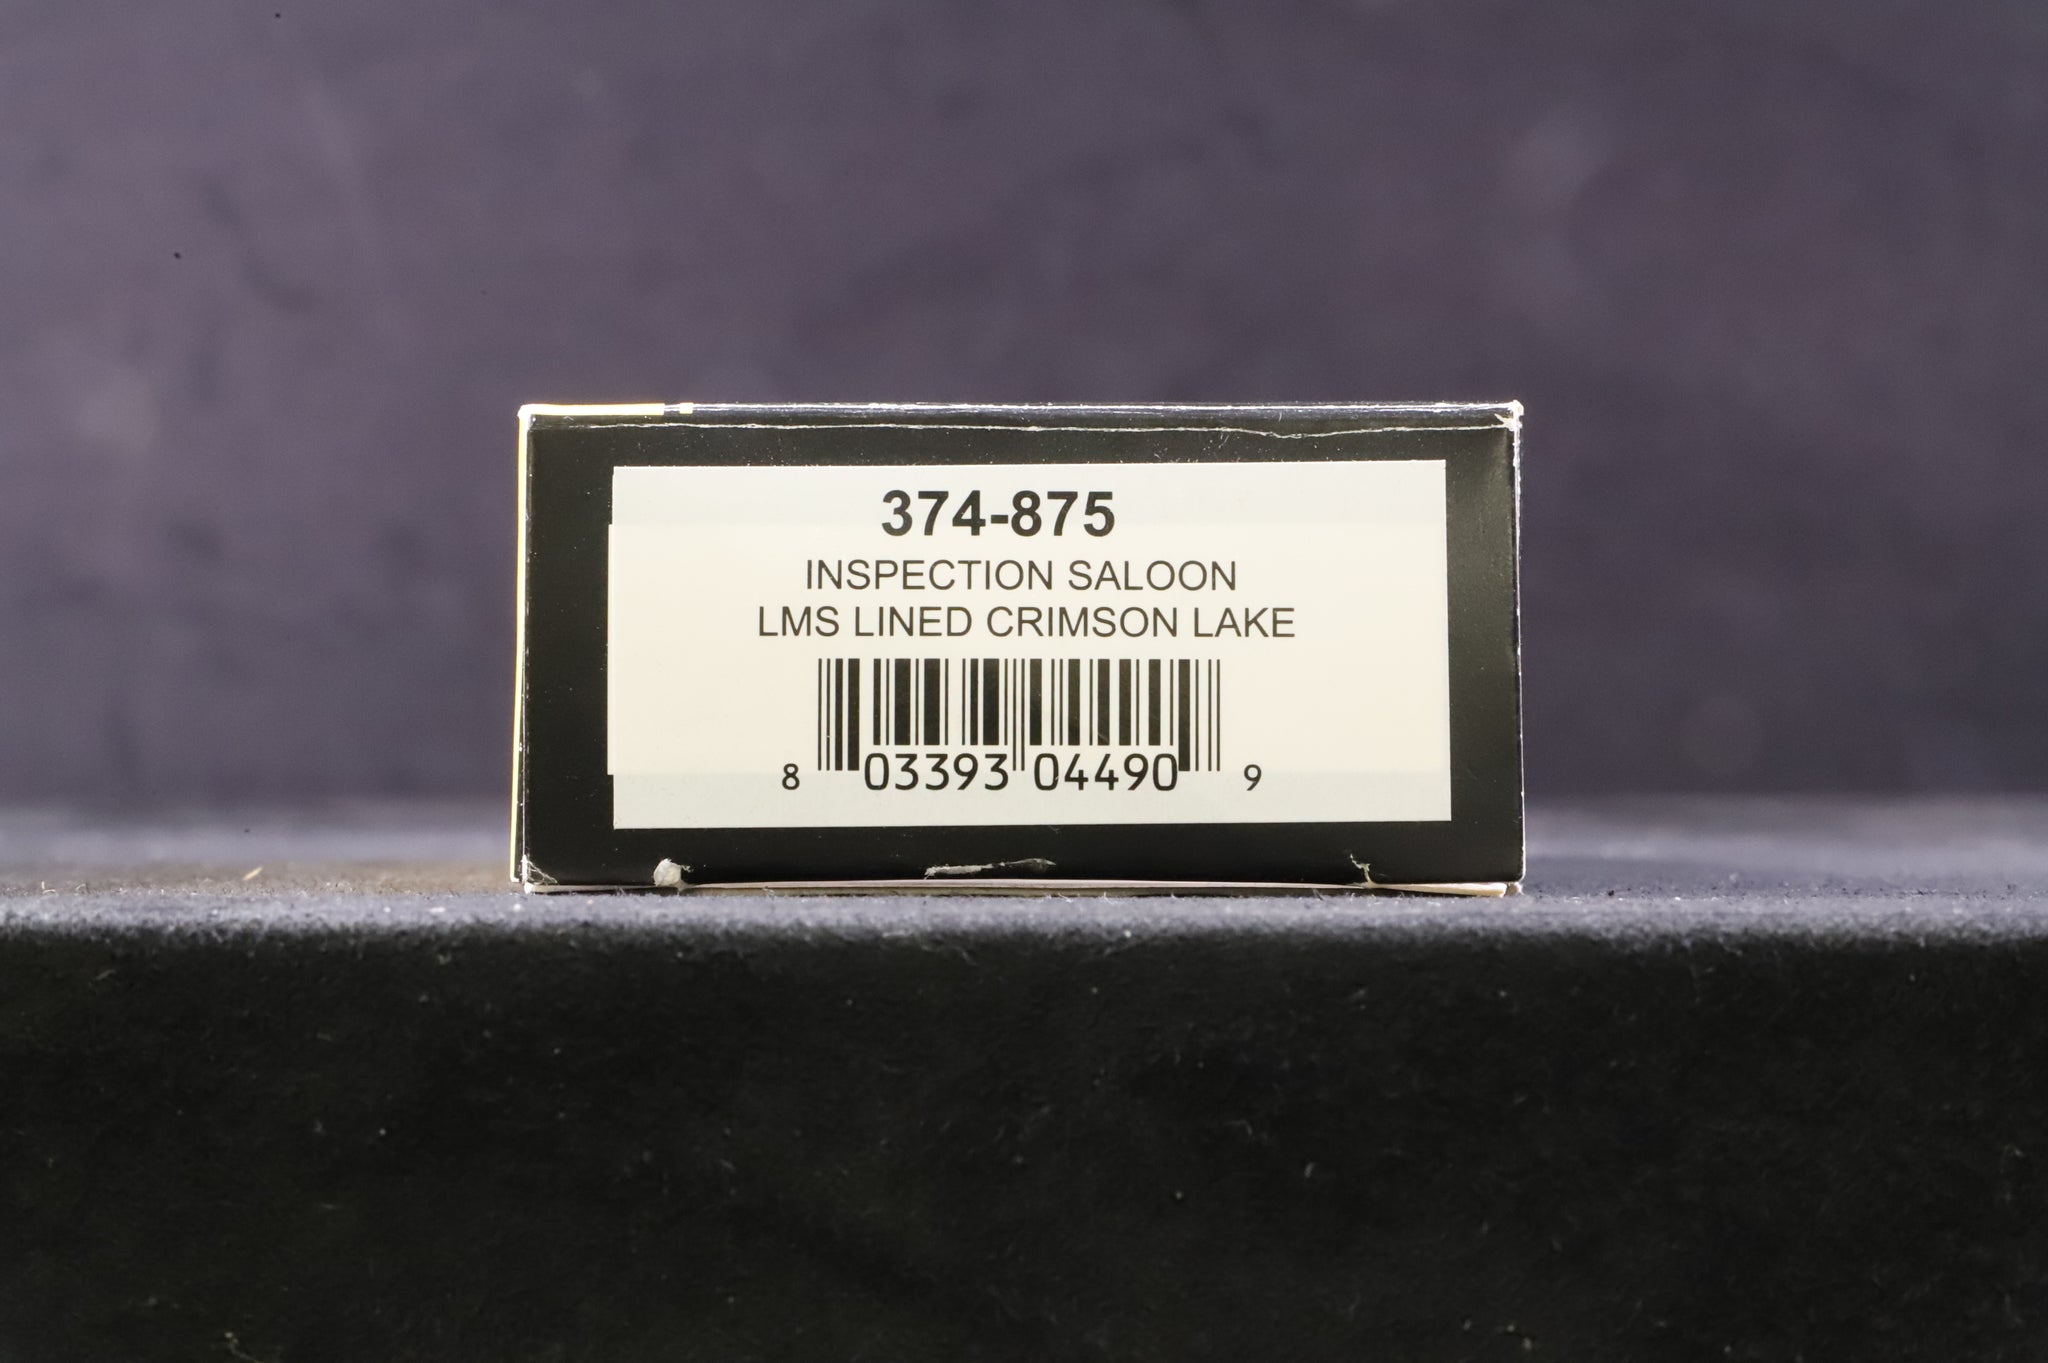 374-875
INSPECTION SALOON
LMS LINED CRIMSON LAKE
8 03393 04490 9